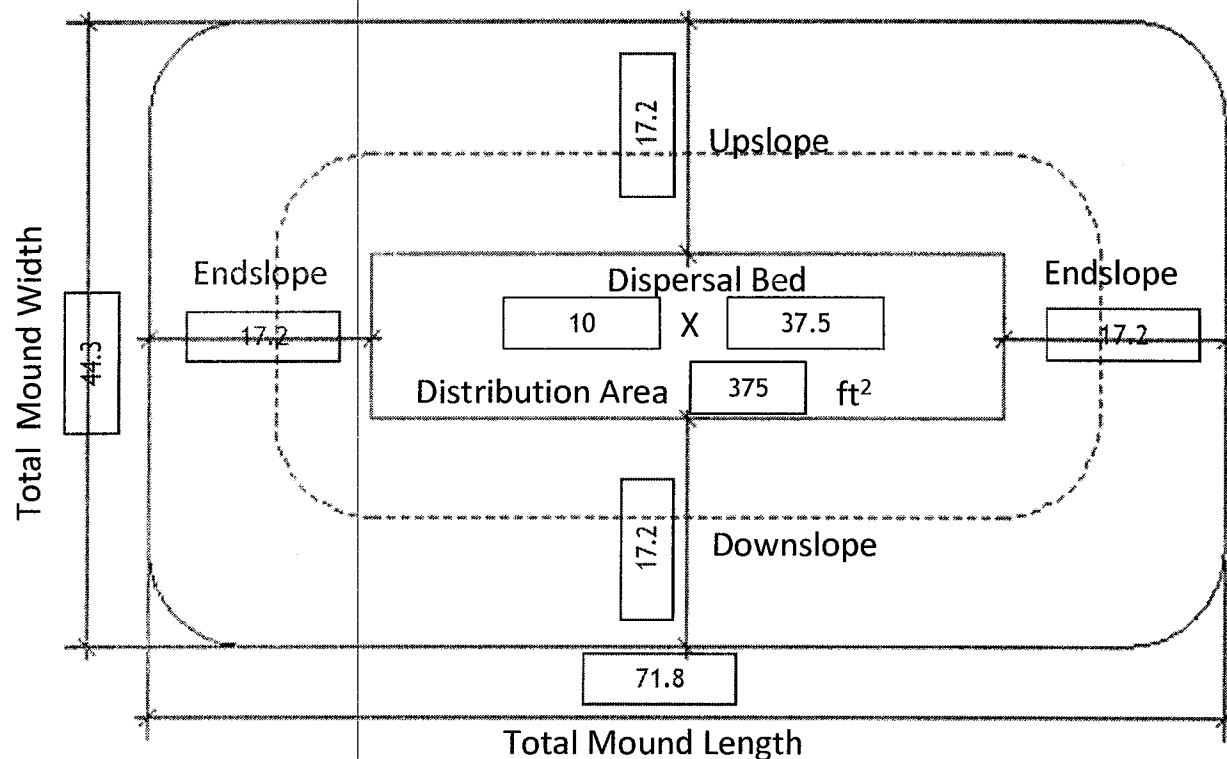 17.2
Upslope
Total Mound Width
44.3
Endslope
17.2
Dispersal Bed
10 X 37.5
Distribution Area 375 ft²
Endslope
17.2
17.2
Downslope
71.8
Total Mound Length